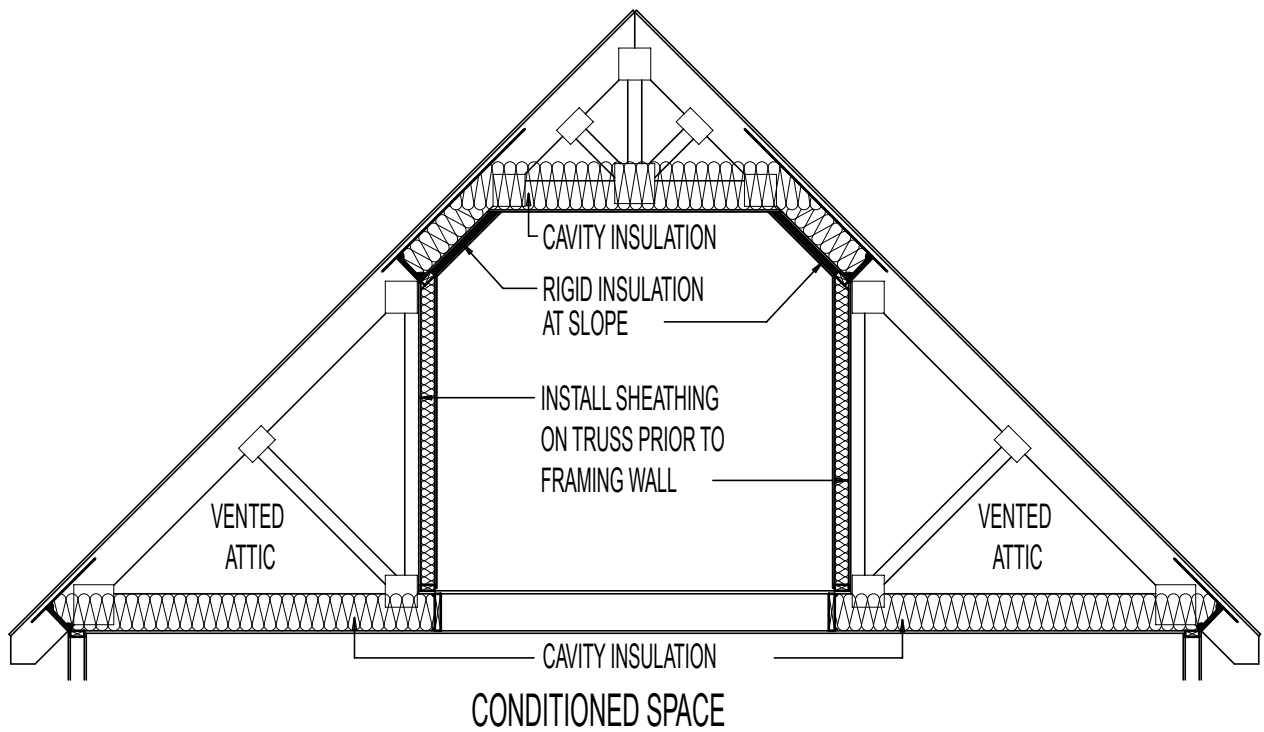 CAVITY INSULATION
RIGID INSULATION
AT SLOPE
INSTALL SHEATHING
ON TRUSS PRIOR TO
FRAMING WALL
VENTED
ATTIC
VENTED
ATTIC
CAVITY INSULATION
CONDITIONED SPACE